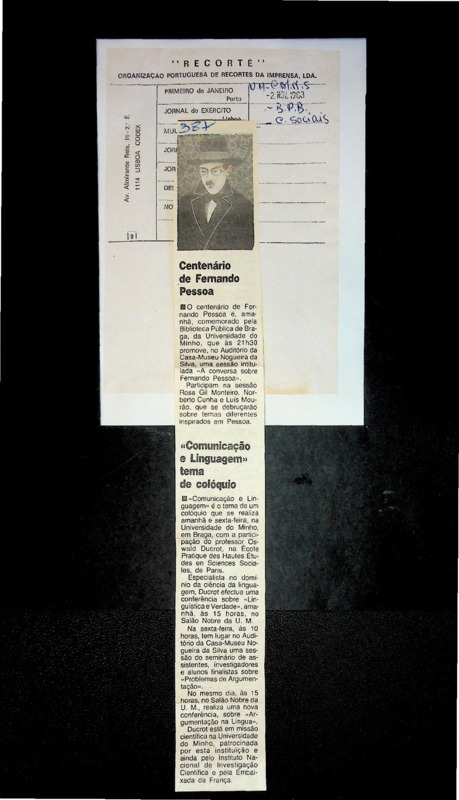 "RECORTE"
ORGANIZAÇÃO PORTUGUESA DE RECORTES DA IMPRENSA, LDA.
Av. Almirante Reis, 19-2.º E.
1114 LISBOA CODEX
PRIMEIRO de JANEIRO
Porto
JORNAL do EXÉRCITO
Lisboa
MUL
JOR
JOR
NO
-2. NOV. 198
- B.P.B.
C. Sociais
Centenário
de Fernando
Pessoa
O centenário de Fer-
nando Pessoa é, ama-
nhã, comemorado pela
Biblioteca Pública de Bra-
ga, da Universidade do
Minho, que às 21h30
promove, no Auditório da
Casa-Museu Nogueira da
Silva, uma sessão intitu-
lada «À conversa sobre
Fernando Pessoa».
Participam na sessão
Rosa Gil Monteiro, Nor-
berto Cunha e Luís Mou-
rão, que se debruçarão
sobre temas diferentes
inspirados em Pessoa.
«Comunicação
e Linguagem»
tema
de colóquio
«Comunicação e Lin-
guagem» é o tema de um
colóquio que se realiza
amanhã e sexta-feira, na
Universidade do Minho,
em Braga, com a partici-
pação do professor Os-
wald Ducrot, na École
Pratique des Hautes Étu-
des en Sciences Socia-
les, de Paris.
Especialista no domí-
nio da ciência da lingua-
gem, Ducrot efectua uma
conferência sobre «Lin-
guística e Verdade», ama-
nhã, às 15 horas, no
Salão Nobre da U. M.
Na sexta-feira, às 10
horas, tem lugar no Audi-
tório da Casa-Museu No-
gueira da Silva uma ses-
são do seminário de as-
sistentes, investigadores
e alunos finalistas sobre
«Problemas de Argumen-
tação».
No mesmo dia, às 15
horas, no Salão Nobre da
U. M., realiza uma nova
conferência, sobre «Ar-
gumentação na Língua».
Ducrot está em missão
científica na Universidade
do Minho, patrocinada
por esta instituição e
ainda pelo Instituto Na-
cional de Investigação
Científica e pela Embai-
xada da França.